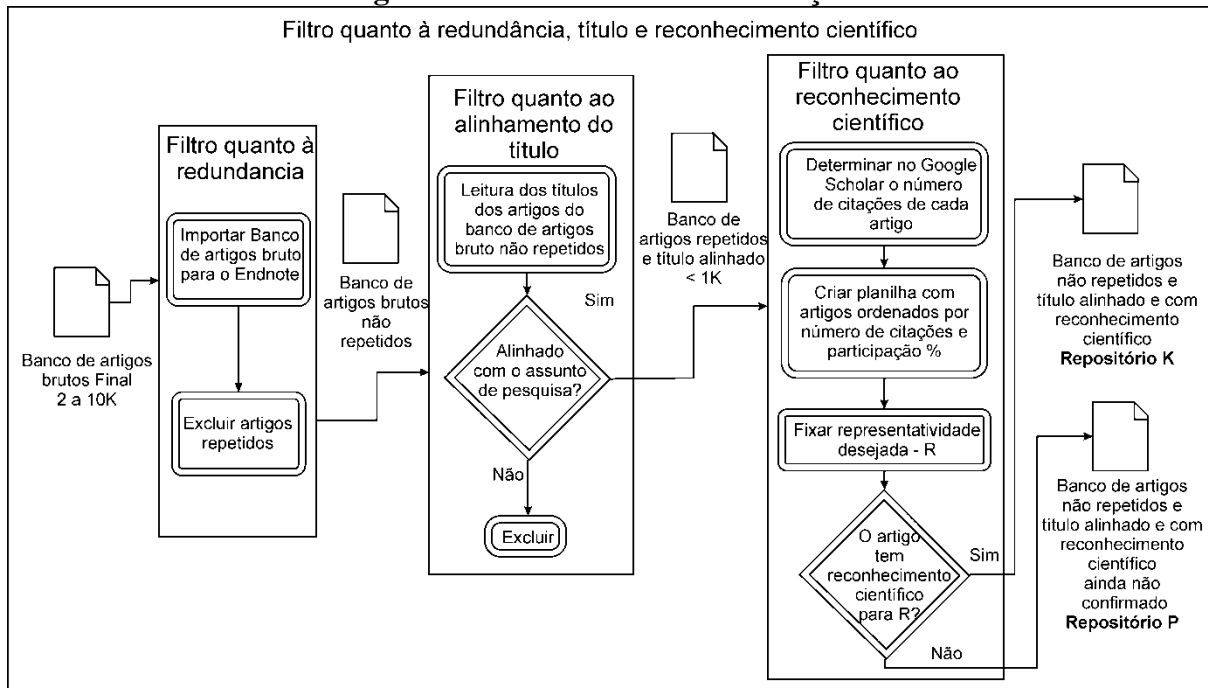 Filtro quanto à redundância, título e reconhecimento científico
Filtro quanto à
redundancia
Importar Banco
de artigos bruto
para o Endnote
Excluir artigos
repetidos
Banco de artigos
brutos Final
2 a 10K
Banco de
artigos brutos
não
repetidos
Filtro quanto ao
alinhamento do
título
Leitura dos títulos
dos artigos do
banco de artigos
bruto não repetidos
Sim
Alinhado
com o assunto
de pesquisa?
Não
Excluir
Banco de
artigos repetidos
e título alinhado
< 1K
Filtro quanto ao
reconhecimento
científico
Determinar no Google
Scholar o número
de citações de cada
artigo
Criar planilha com
artigos ordenados por
número de citações e
participação %
Fixar representatividade
desejada - R
O artigo
tem
reconhecimento
científico
para R?
Sim
Não
Banco de artigos
não repetidos e
título alinhado e com
reconhecimento
científico
Repositório K
Banco de artigos
não repetidos e
título alinhado e com
reconhecimento
científico
ainda não
confirmado
Repositório P